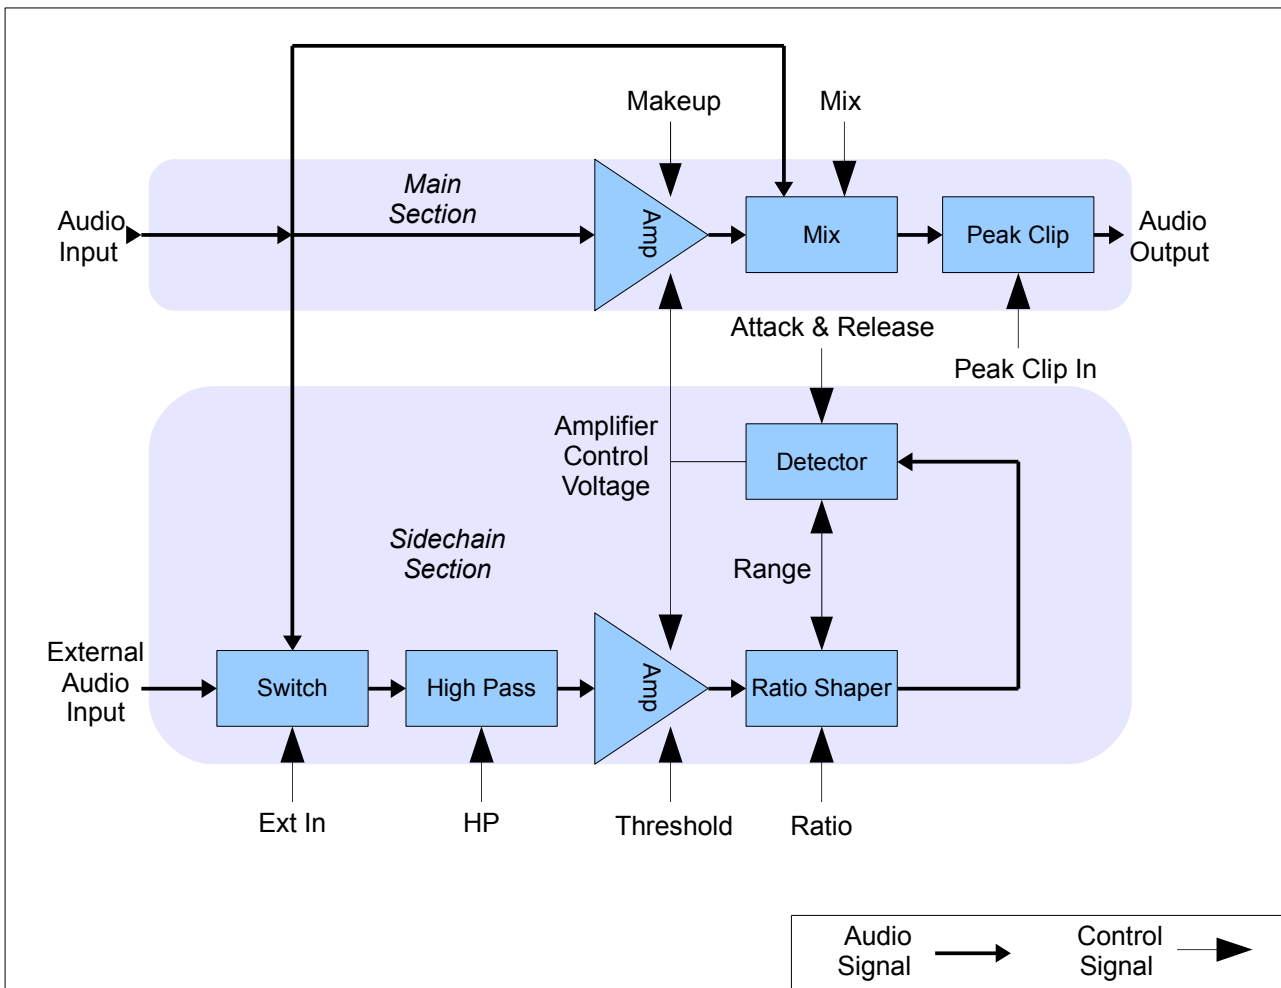 Makeup
Mix
Main
Section
Audio
Input
Amp
Mix
Peak Clip
Audio
Output
Attack & Release
Peak Clip In
Amplifier
Control
Voltage
Detector
Sidechain
Section
Range
External
Audio
Input
Switch
High Pass
Amp
Ratio Shaper
Ext In
HP
Threshold
Ratio
Audio
Signal
Control
Signal